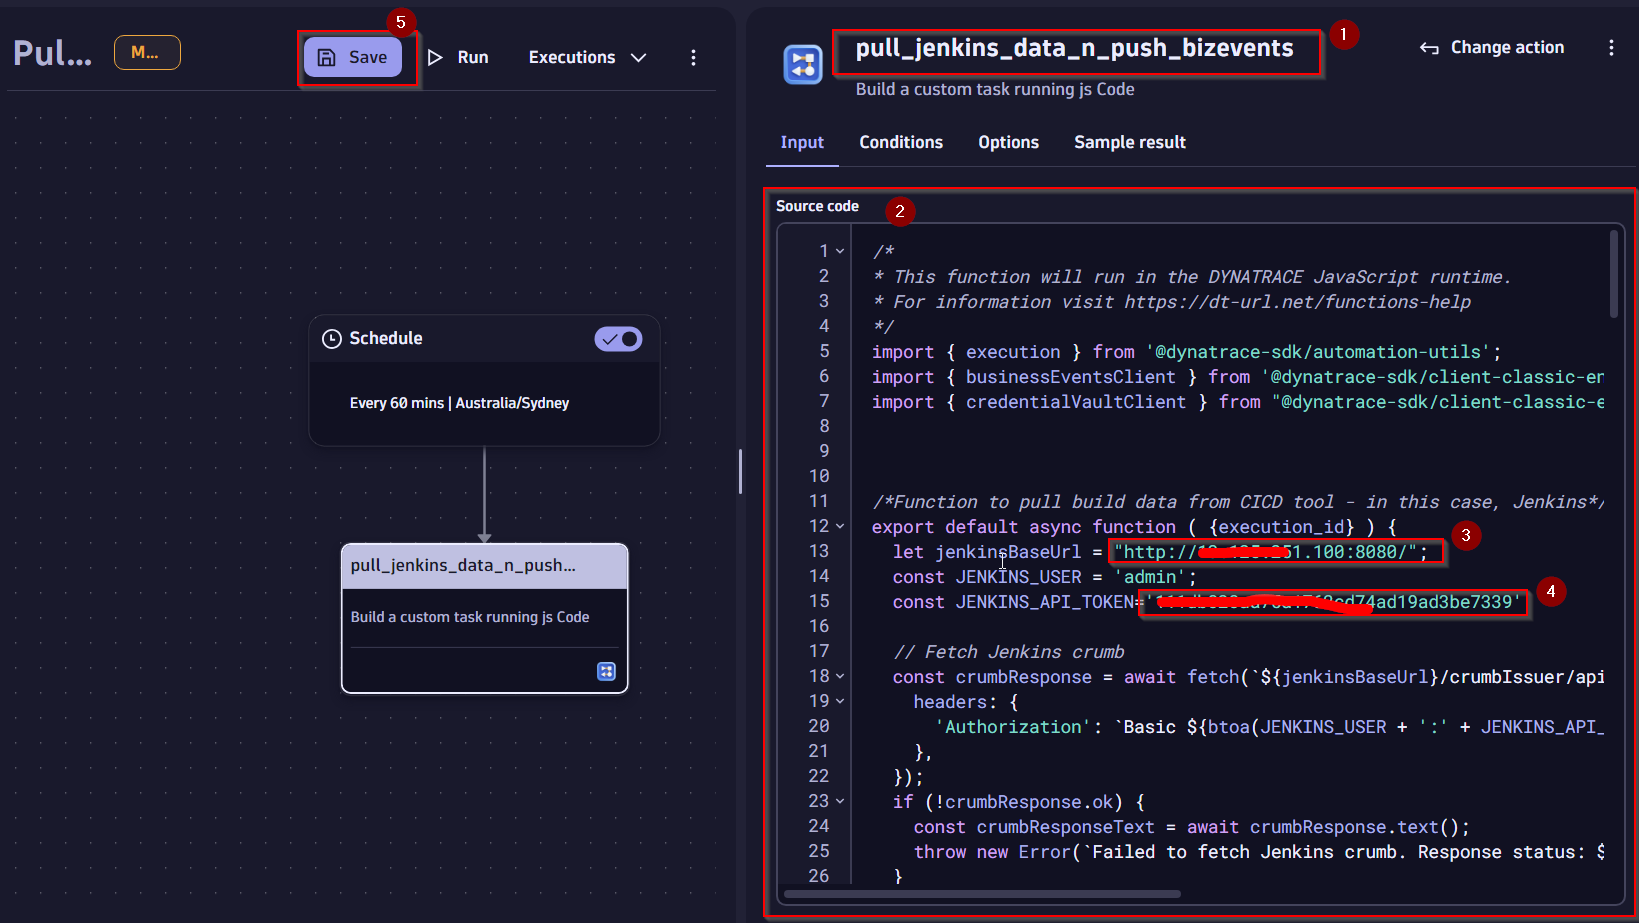 Pul...
M...
Save
5
Run
Executions
Schedule
Every 60 mins | Australia/Sydney
pull_jenkins_data_n_push...
Build a custom task running js Code
pull_jenkins_data_n_push_bizevents
1
Change action
Build a custom task running js Code
Input
Conditions
Options
Sample result
Source code
2
1 /*
2 * This function will run in the DYNATRACE JavaScript runtime.
3 * For information visit https://dt-url.net/functions-help
4 */
5 import { execution } from '@dynatrace-sdk/automation-utils';
6 import { businessEventsClient } from '@dynatrace-sdk/client-classic-en
7 import { credentialVaultClient } from "@dynatrace-sdk/client-classic-e
8
9
10
11 /*Function to pull build data from CICD tool - in this case, Jenkins*/
12 export default async function ( {execution_id} ) {
13 let jenkinsBaseUrl = "http:// 51.100:8080/";
3
14 const JENKINS_USER = 'admin';
15 const JENKINS_API_TOKEN=
4
16
17 // Fetch Jenkins crumb
18 const crumbResponse = await fetch(`${jenkinsBaseUrl}/crumbIssuer/api
19 headers: {
20 'Authorization': `Basic ${btoa(JENKINS_USER + ':' + JENKINS_API_
21 },
22 });
23 if (!crumbResponse.ok) {
24 const crumbResponseText = await crumbResponse.text();
25 throw new Error(`Failed to fetch Jenkins crumb. Response status: $
26 }